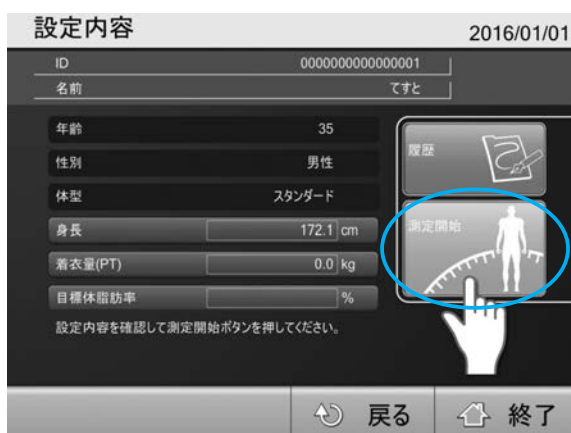 設定内容 2016/01/01
ID 0000000000000001
名前 てすと
年齢 35
性別 男性
体型 スタンダード
身長 172.1 cm
着衣量(PT) 0.0 kg
目標体脂肪率 %
設定内容を確認して測定開始ボタンを押してください。
履歴
測定開始
戻る 終了